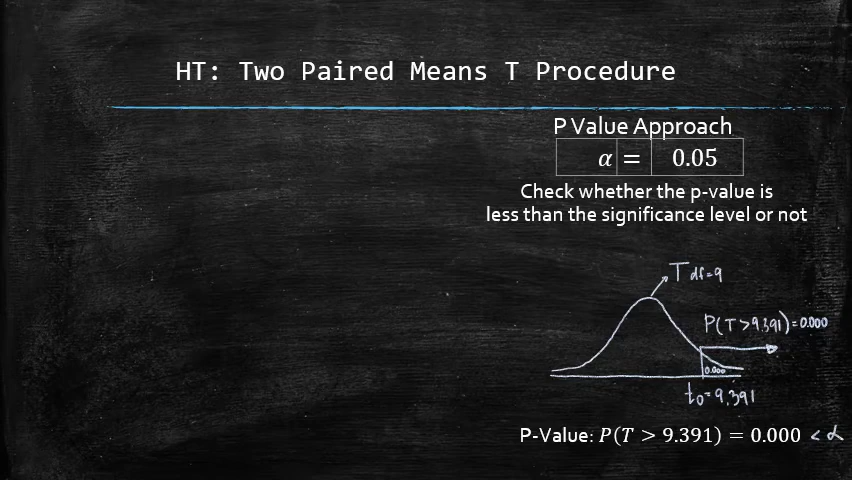 HT: Two Paired Means T Procedure
P Value Approach
α = 0.05
Check whether the p-value is
less than the significance level or not
T df=9
P(T>9.391)=0.000
0.000
t₀=9.391
P-Value: P(T > 9.391) = 0.000 < α